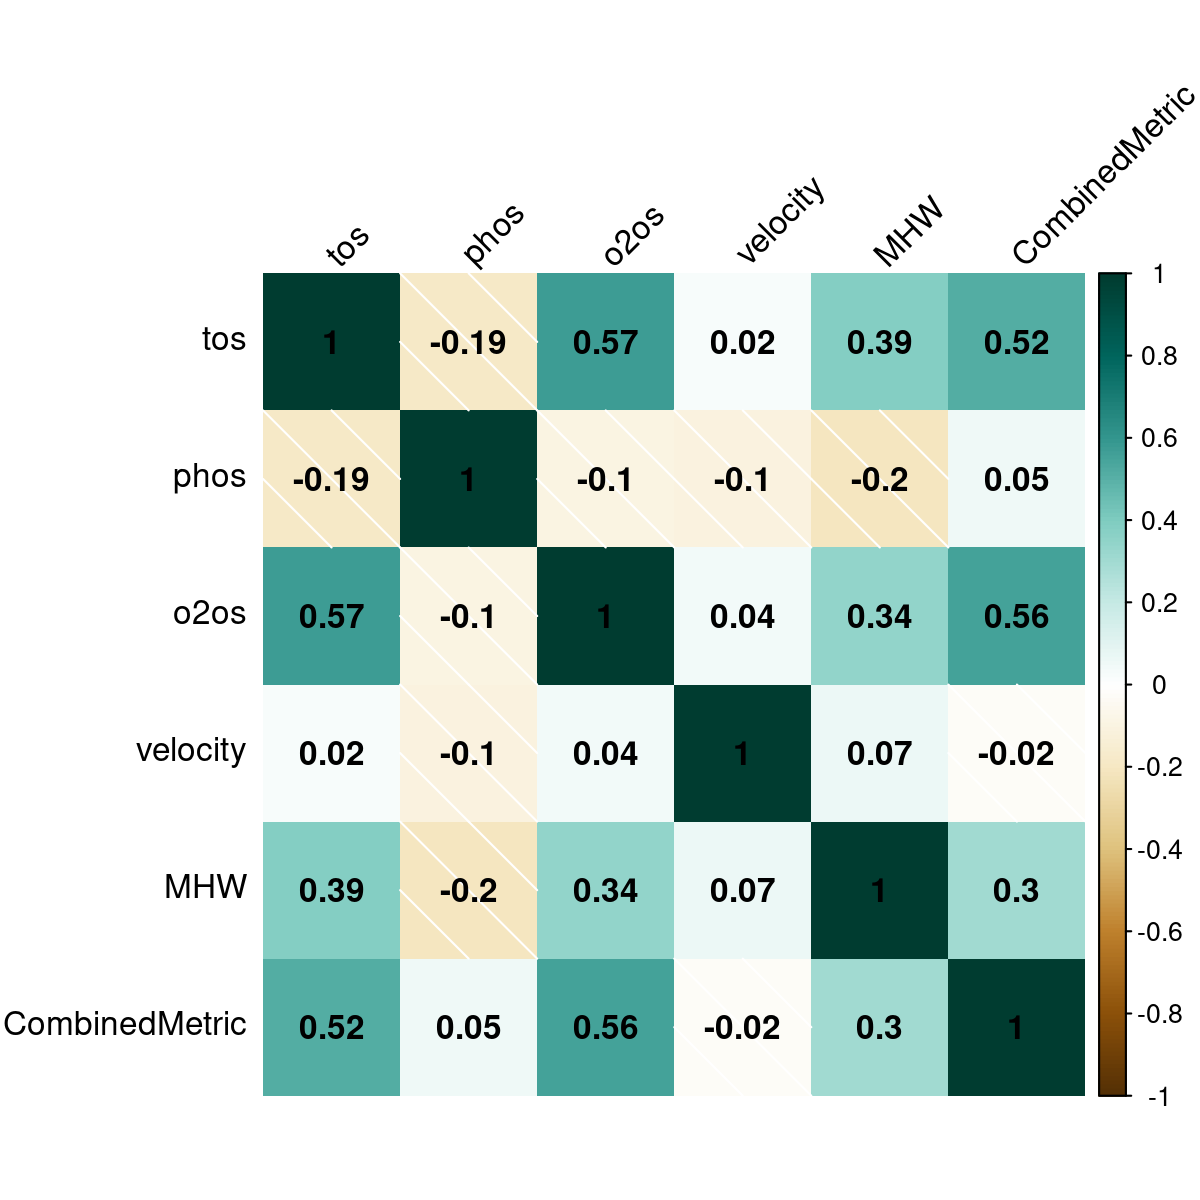 tos phos o2os velocity MHW CombinedMetric
tos 1 -0.19 0.57 0.02 0.39 0.52
phos -0.19 1 -0.1 -0.1 -0.2 0.05
o2os 0.57 -0.1 1 0.04 0.34 0.56
velocity 0.02 -0.1 0.04 1 0.07 -0.02
MHW 0.39 -0.2 0.34 0.07 1 0.3
CombinedMetric 0.52 0.05 0.56 -0.02 0.3 1
1
0.8
0.6
0.4
0.2
0
-0.2
-0.4
-0.6
-0.8
-1